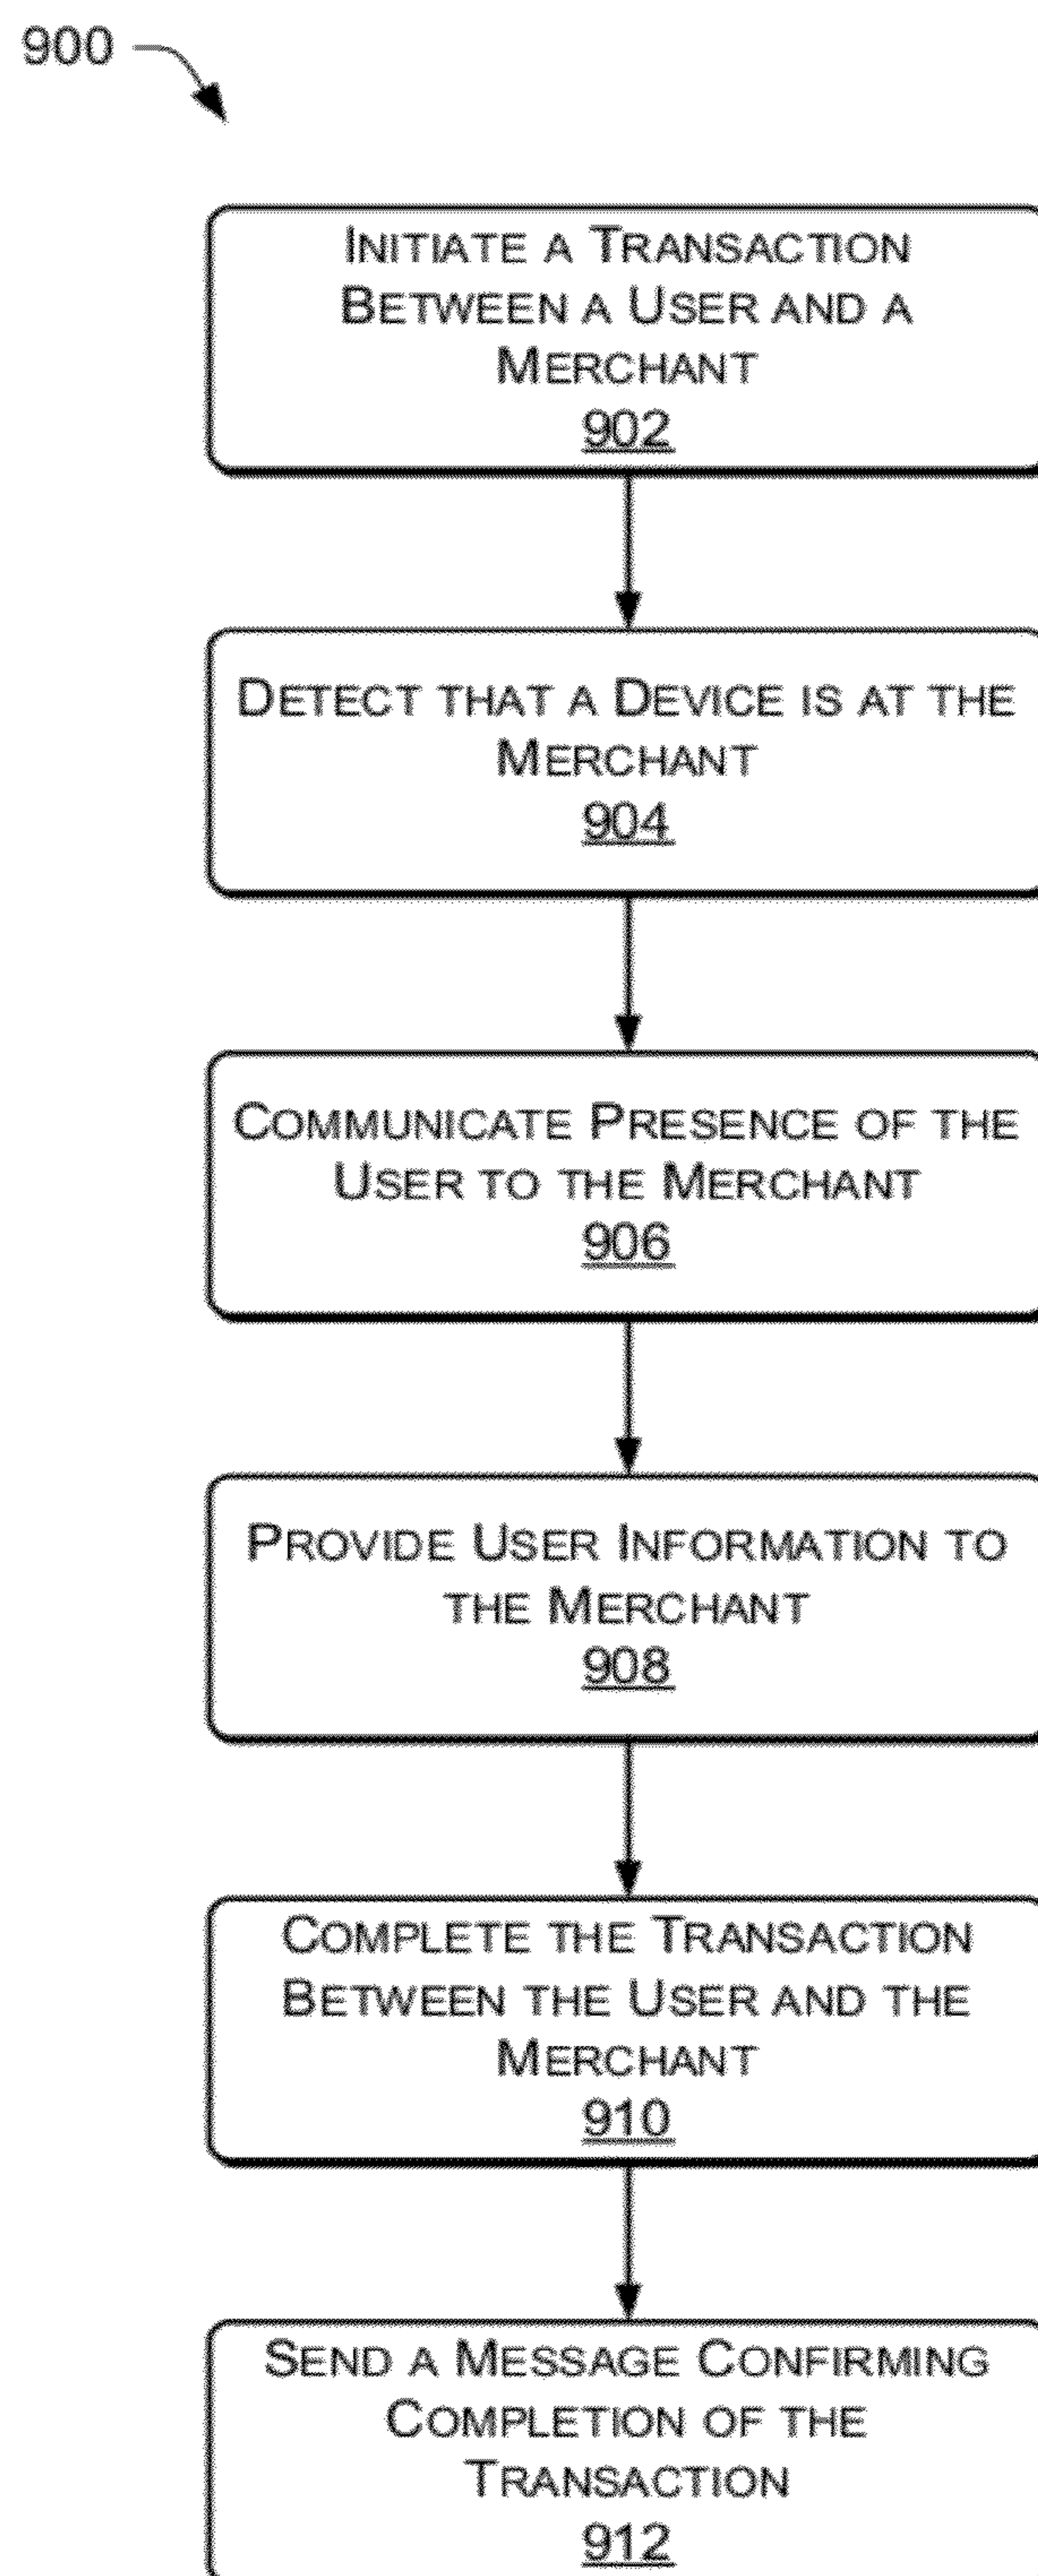 900
INITIATE A TRANSACTION
BETWEEN A USER AND A
MERCHANT
902
DETECT THAT A DEVICE IS AT THE
MERCHANT
904
COMMUNICATE PRESENCE OF THE
USER TO THE MERCHANT
906
PROVIDE USER INFORMATION TO
THE MERCHANT
908
COMPLETE THE TRANSACTION
BETWEEN THE USER AND THE
MERCHANT
910
SEND A MESSAGE CONFIRMING
COMPLETION OF THE
TRANSACTION
912